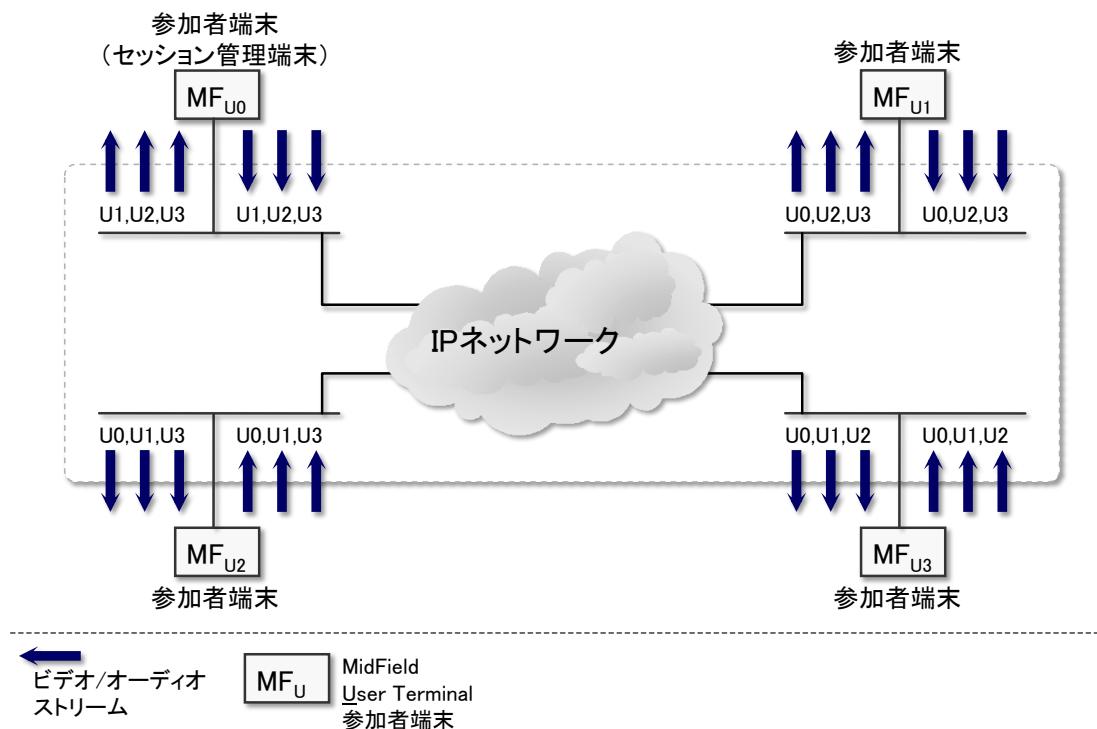 参加者端末
（セッション管理端末）
MFU0
参加者端末
MFU1
U1,U2,U3
U1,U2,U3
U0,U2,U3
U0,U2,U3
IPネットワーク
U0,U1,U3
U0,U1,U3
U0,U1,U2
U0,U1,U2
MFU2
参加者端末
MFU3
参加者端末
ビデオ/オーディオ
ストリーム
MFU
MidField
User Terminal
参加者端末